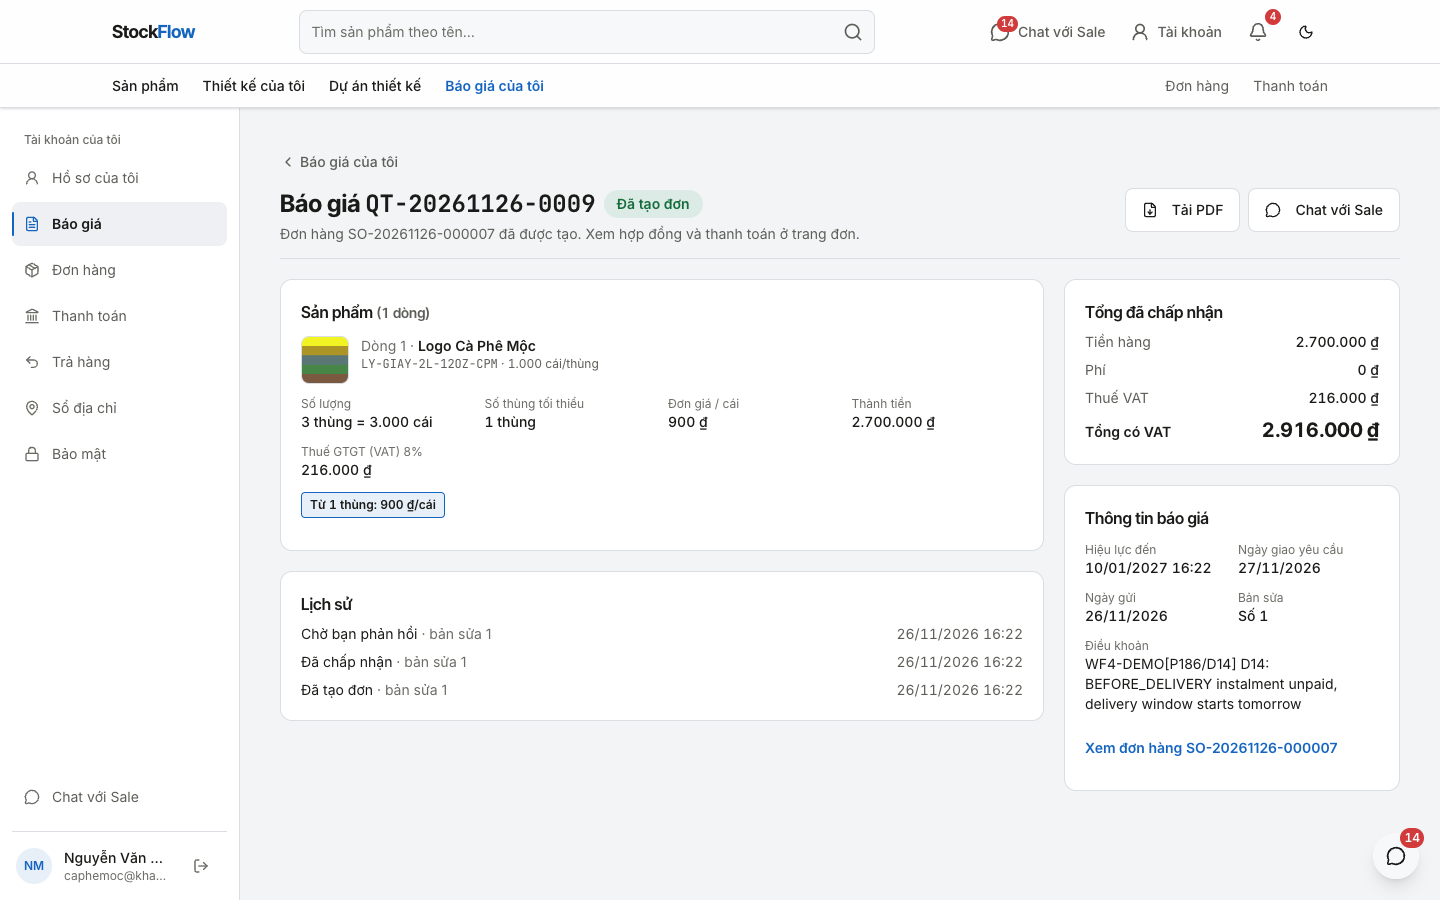 StockFlow
Tìm sản phẩm theo tên...
14
Chat với Sale
Tài khoản
4
Sản phẩm
Thiết kế của tôi
Dự án thiết kế
Báo giá của tôi
Đơn hàng
Thanh toán
Tài khoản của tôi
Hồ sơ của tôi
Báo giá
Đơn hàng
Thanh toán
Trả hàng
Sổ địa chỉ
Bảo mật
Chat với Sale
NM
Nguyễn Văn ...
caphemoc@kha...
Báo giá của tôi
Báo giá QT-20261126-0009
Đã tạo đơn
Đơn hàng SO-20261126-000007 đã được tạo. Xem hợp đồng và thanh toán ở trang đơn.
Tải PDF
Chat với Sale
Sản phẩm (1 dòng)
Dòng 1 · Logo Cà Phê Mộc
LY-GIAY-2L-12OZ-CPM · 1.000 cái/thùng
Số lượng
3 thùng = 3.000 cái
Số thùng tối thiểu
1 thùng
Đơn giá / cái
900 ₫
Thành tiền
2.700.000 ₫
Thuế GTGT (VAT) 8%
216.000 ₫
Từ 1 thùng: 900 ₫/cái
Lịch sử
Chờ bạn phản hồi · bản sửa 1
26/11/2026 16:22
Đã chấp nhận · bản sửa 1
26/11/2026 16:22
Đã tạo đơn · bản sửa 1
26/11/2026 16:22
Tổng đã chấp nhận
Tiền hàng
2.700.000 ₫
Phí
0 ₫
Thuế VAT
216.000 ₫
Tổng có VAT
2.916.000 ₫
Thông tin báo giá
Hiệu lực đến
10/01/2027 16:22
Ngày giao yêu cầu
27/11/2026
Ngày gửi
26/11/2026
Bản sửa
Số 1
Điều khoản
WF4-DEMO[P186/D14] D14:
BEFORE_DELIVERY instalment unpaid,
delivery window starts tomorrow
Xem đơn hàng SO-20261126-000007
14